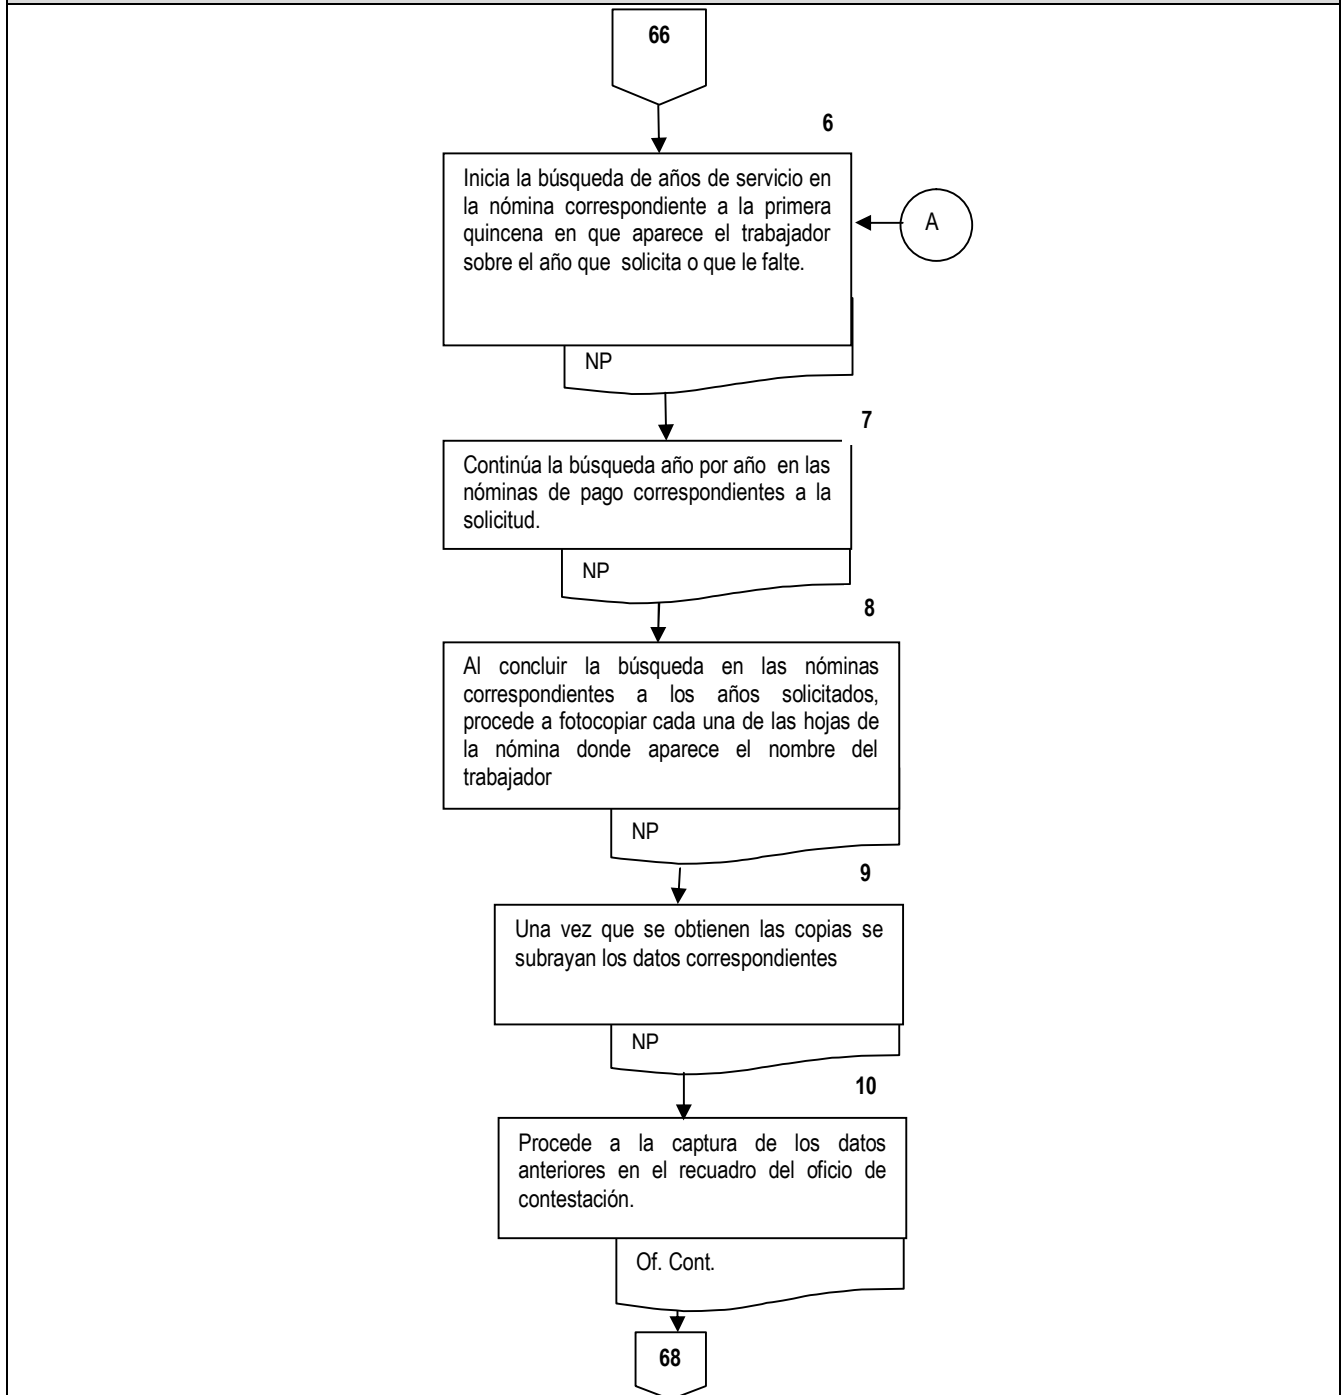 66
6
Inicia la búsqueda de años de servicio en
la nómina correspondiente a la primera
quincena en que aparece el trabajador
sobre el año que solicita o que le falte.
A
NP
7
Continúa la búsqueda año por año en las
nóminas de pago correspondientes a la
solicitud.
NP
8
Al concluir la búsqueda en las nóminas
correspondientes a los años solicitados,
procede a fotocopiar cada una de las hojas de
la nómina donde aparece el nombre del
trabajador
NP
9
Una vez que se obtienen las copias se
subrayan los datos correspondientes
NP
10
Procede a la captura de los datos
anteriores en el recuadro del oficio de
contestación.
Of. Cont.
68